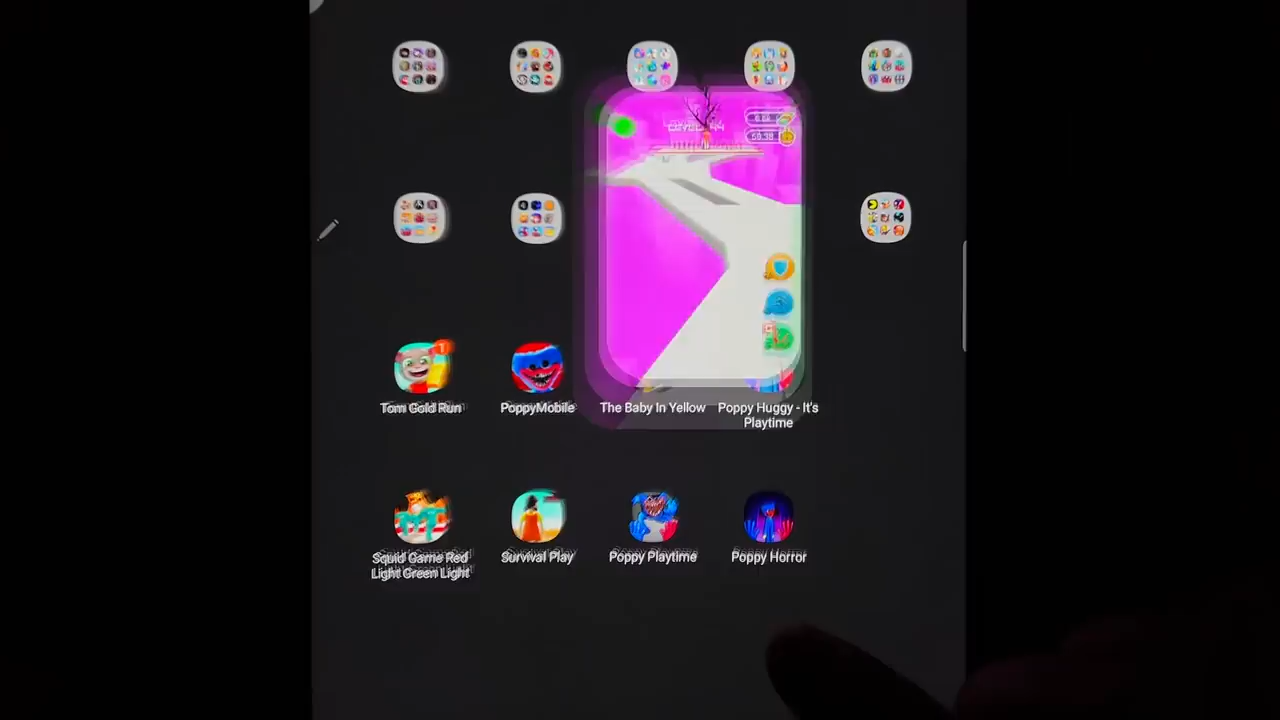 Tom Gold Run
PoppyMobile
The Baby In Yellow
Poppy Huggy - It's
Playtime
Squid Game Red
Light Green Light
Survival Play
Poppy Playtime
Poppy Horror